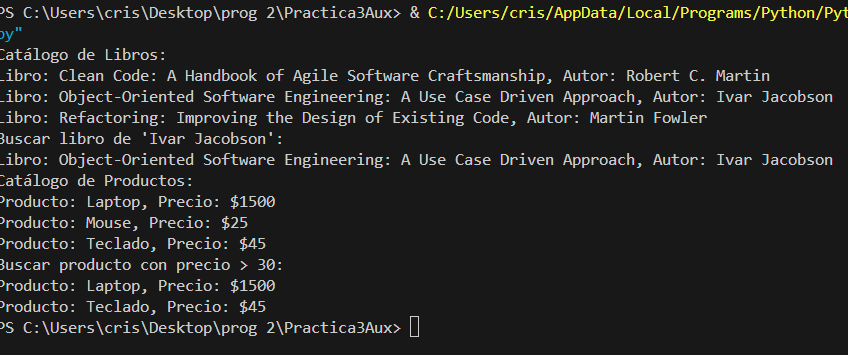 PS C:\Users\cris\Desktop\prog 2\Practica3Aux> & C:/Users/cris/AppData/Local/Programs/Python/Pyt
py"
Catálogo de Libros:
Libro: Clean Code: A Handbook of Agile Software Craftsmanship, Autor: Robert C. Martin
Libro: Object-Oriented Software Engineering: A Use Case Driven Approach, Autor: Ivar Jacobson
Libro: Refactoring: Improving the Design of Existing Code, Autor: Martin Fowler
Buscar libro de 'Ivar Jacobson':
Libro: Object-Oriented Software Engineering: A Use Case Driven Approach, Autor: Ivar Jacobson
Catálogo de Productos:
Producto: Laptop, Precio: $1500
Producto: Mouse, Precio: $25
Producto: Teclado, Precio: $45
Buscar producto con precio > 30:
Producto: Laptop, Precio: $1500
Producto: Teclado, Precio: $45
PS C:\Users\cris\Desktop\prog 2\Practica3Aux>